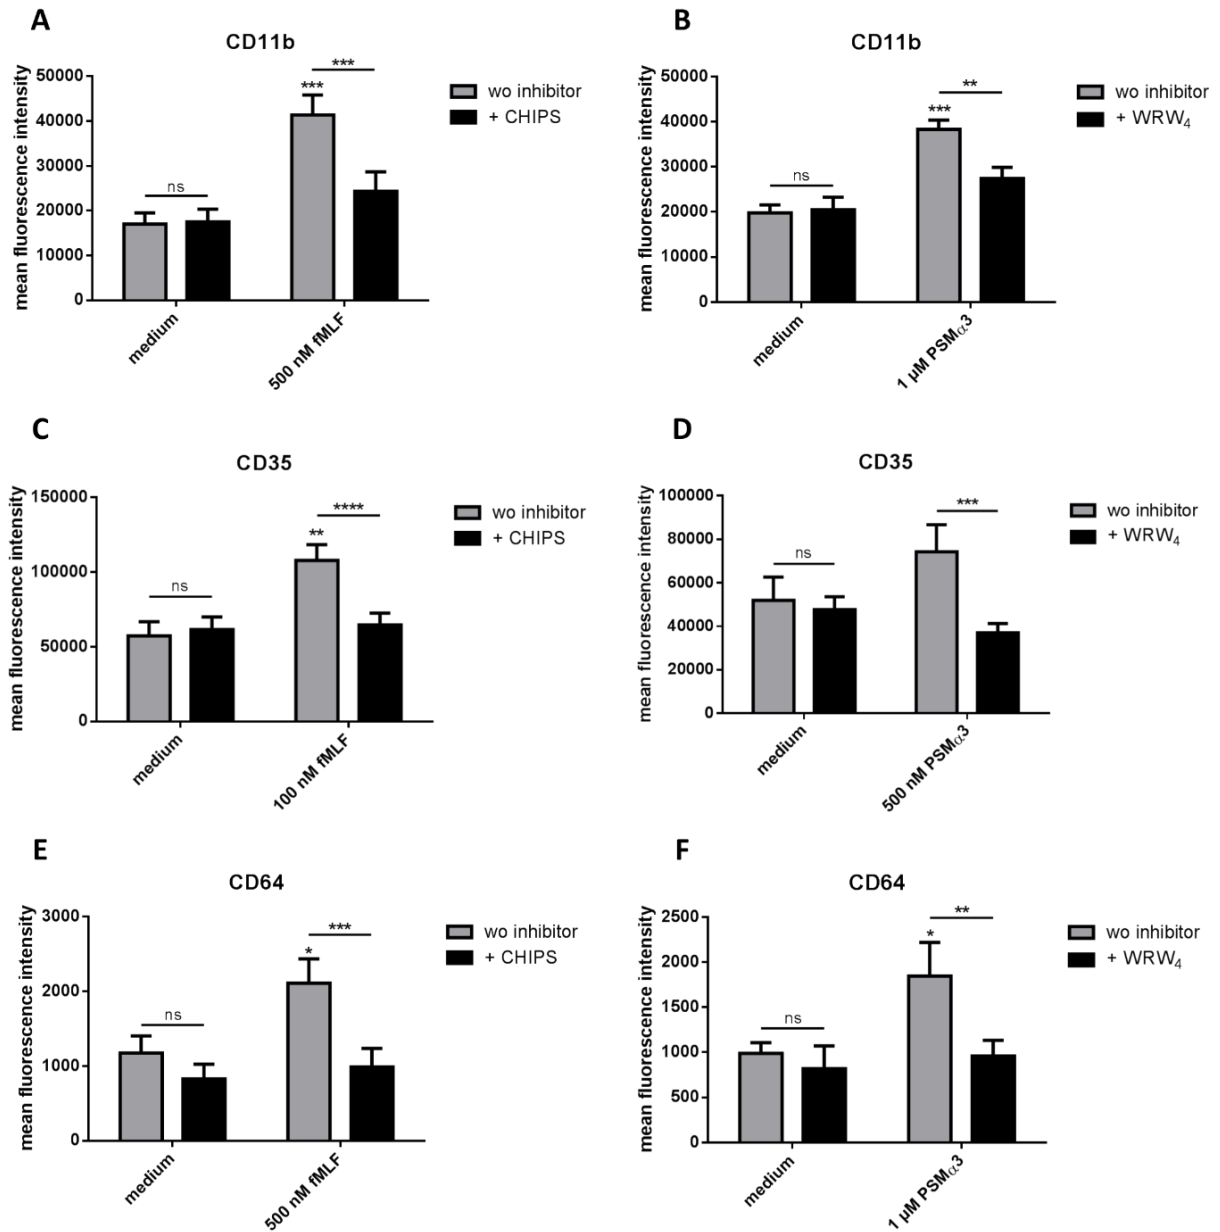 A
CD11b
mean fluorescence intensity
50000
40000
30000
20000
10000
0
ns
***
***
medium
500 nM fMLF
wo inhibitor
+ CHIPS
B
CD11b
mean fluorescence intensity
50000
40000
30000
20000
10000
0
ns
***
**
medium
1 µM PSMα3
wo inhibitor
+ WRW₄
C
CD35
mean fluorescence intensity
150000
100000
50000
0
ns
**
****
medium
100 nM fMLF
wo inhibitor
+ CHIPS
D
CD35
mean fluorescence intensity
100000
80000
60000
40000
20000
0
ns
***
medium
500 nM PSMα3
wo inhibitor
+ WRW₄
E
CD64
mean fluorescence intensity
3000
2000
1000
0
ns
*
***
medium
500 nM fMLF
wo inhibitor
+ CHIPS
F
CD64
mean fluorescence intensity
2500
2000
1500
1000
500
0
ns
*
**
medium
1 µM PSMα3
wo inhibitor
+ WRW₄